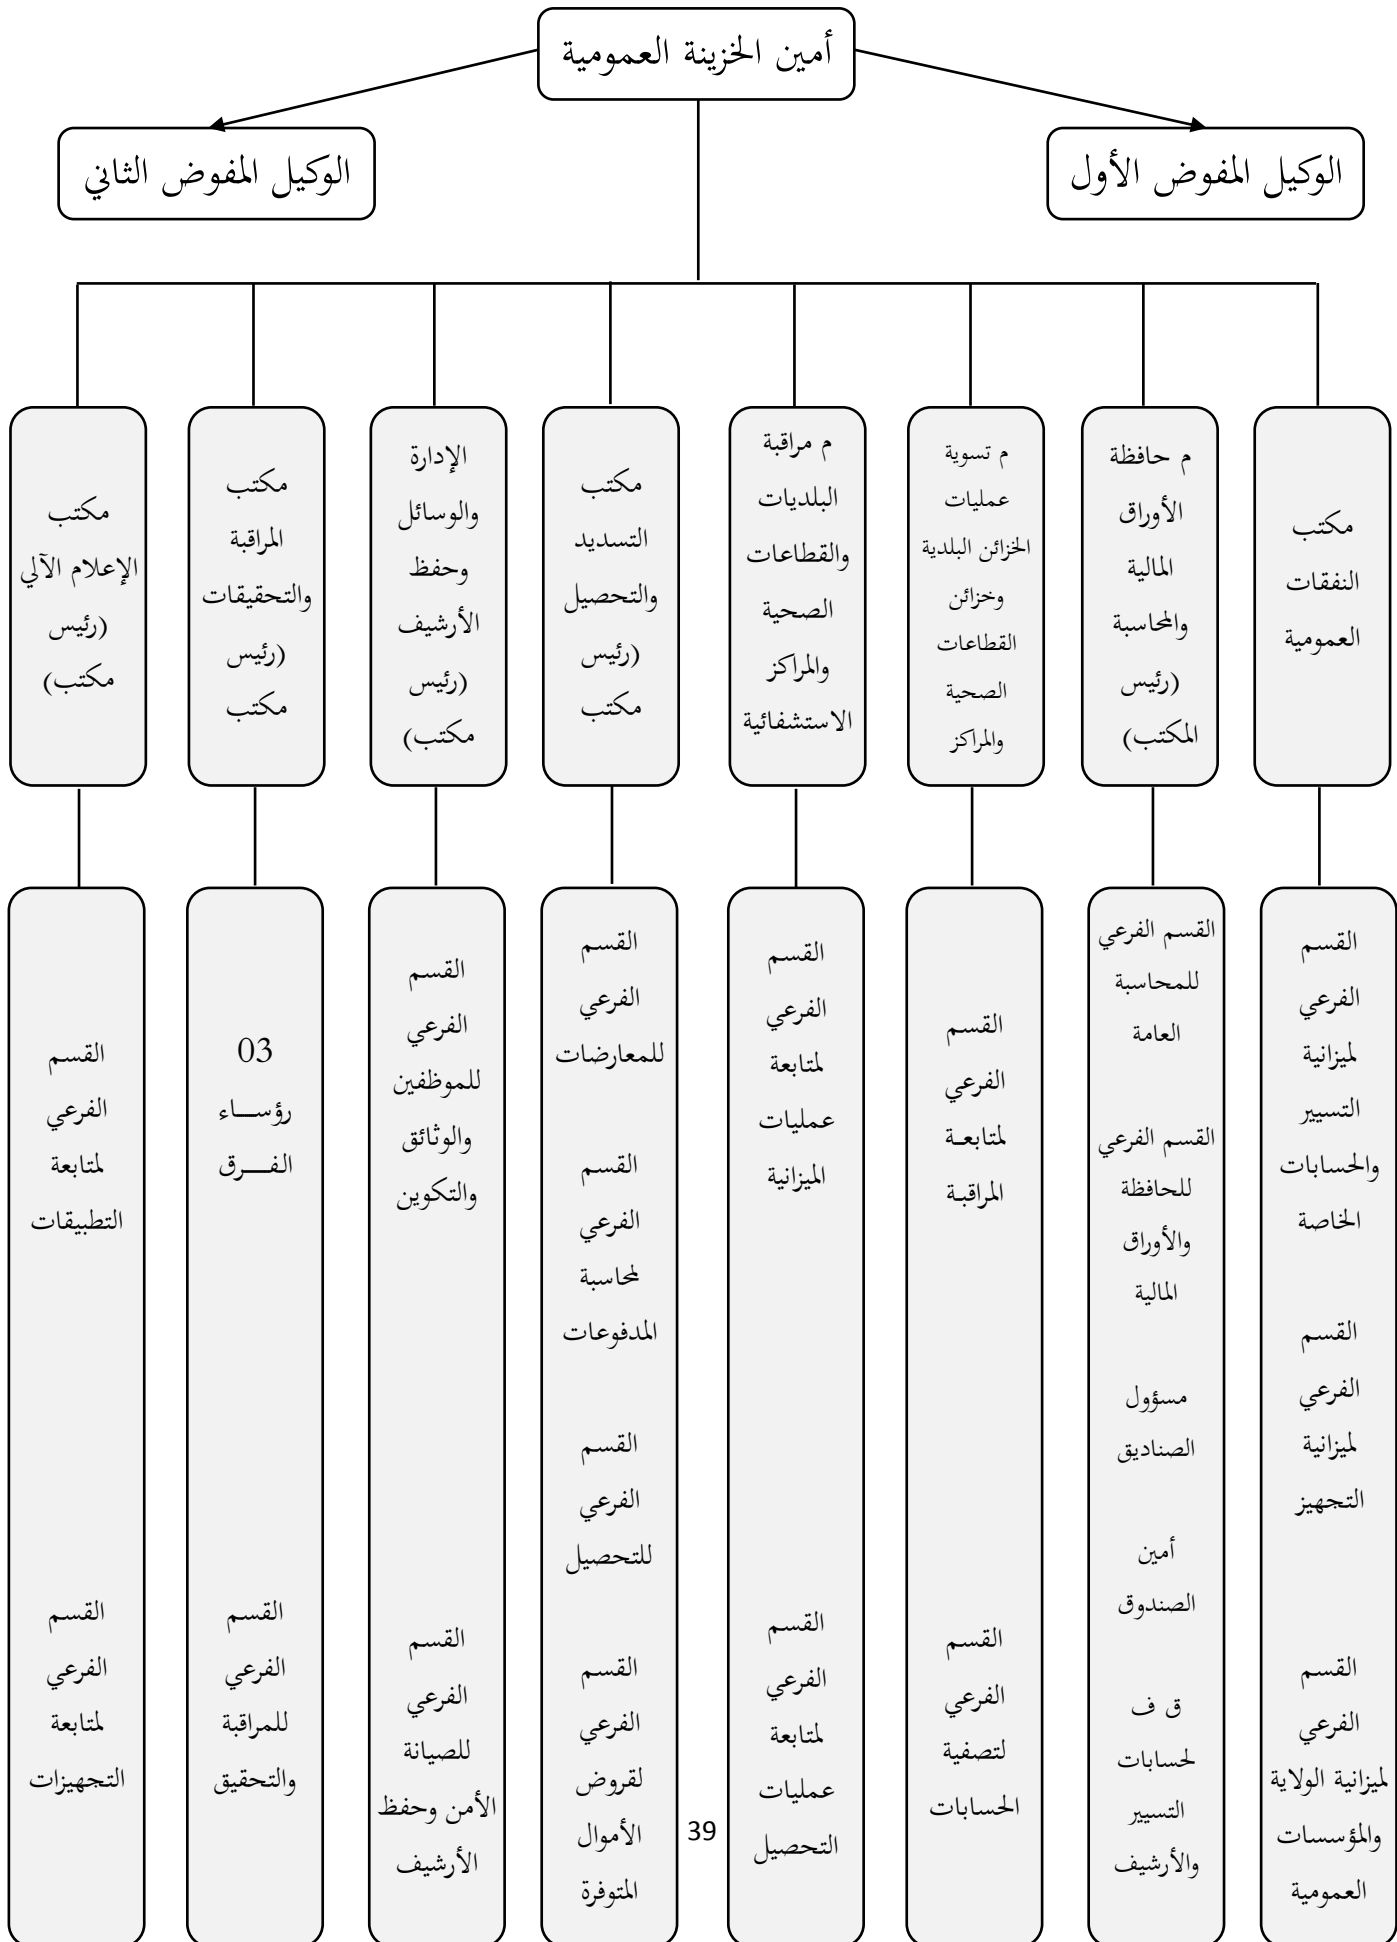 أمين الخزينة العمومية
الوكيل المفوض الأول
الوكيل المفوض الثاني
مكتب
النفقات
العمومية
م حافظة
الأوراق
المالية
والمحاسبة
(رئيس
المكتب)
م تسوية
عمليات
الخزائن البلدية
وخزائن
القطاعات
الصحية
والمراكز
م مراقبة
البلديات
والقطاعات
الصحية
والمراكز
الاستشفائية
مكتب
التسديد
والتحصيل
(رئيس
مكتب
الإدارة
والوسائل
وحفظ
الأرشيف
(رئيس
مكتب)
مكتب
المراقبة
والتحقيقات
(رئيس
مكتب
مكتب
الإعلام الآلي
(رئيس
مكتب)
القسم
الفرعي
لميزانية
التسيير
والحسابات
الخاصة
القسم
الفرعي
لميزانية
التجهيز
القسم
الفرعي
لميزانية الولاية
والمؤسسات
العمومية
القسم الفرعي
للمحاسبة
العامة
القسم الفرعي
للحافظة
والأوراق
المالية
مسؤول
الصناديق
أمين
الصندوق
ق ف
لحسابات
التسيير
والأرشيف
القسم
الفرعي
لمتابعـة
المراقبة
القسم
الفرعي
لتصفية
الحسابات
القسم
الفرعي
لمتابعة
عمليات
الميزانية
القسم
الفرعي
لمتابعة
عمليات
التحصيل
القسم
الفرعي
للمعارضات
القسم
الفرعي
لمحاسبة
المدفوعات
القسم
الفرعي
للتحصيل
القسم
الفرعي
لقروض
الأموال
المتوفرة
القسم
الفرعي
للموظفين
والوثائق
والتكوين
القسم
الفرعي
للصيانة
الأمن وحفظ
الأرشيف
03
رؤســاء
الفــــرق
القسم
الفرعي
للمراقبة
والتحقيق
القسم
الفرعي
لمتابعة
التطبيقات
القسم
الفرعي
لمتابعة
التجهيزات
39